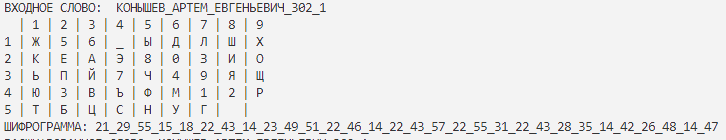 ВХОДНОЕ СЛОВО: КОНЫШЕВ_АРТЕМ_ЕВГЕНЬЕВИЧ_302_1
| 1 | 2 | 3 | 4 | 5 | 6 | 7 | 8 | 9
1 | Ж | 5 | 6 | _ | Ы | Д | Л | Ш | Х
2 | К | Е | А | Э | 8 | 0 | З | И | О
3 | Ь | П | Й | 7 | Ч | 4 | 9 | Я | Щ
4 | Ю | 3 | В | Ъ | Ф | М | 1 | 2 | Р
5 | Т | Б | Ц | С | Н | У | Г | |
ШИФРОГРАММА: 21_29_55_15_18_22_43_14_23_49_51_22_46_14_22_43_57_22_55_31_22_43_28_35_14_42_26_48_14_47